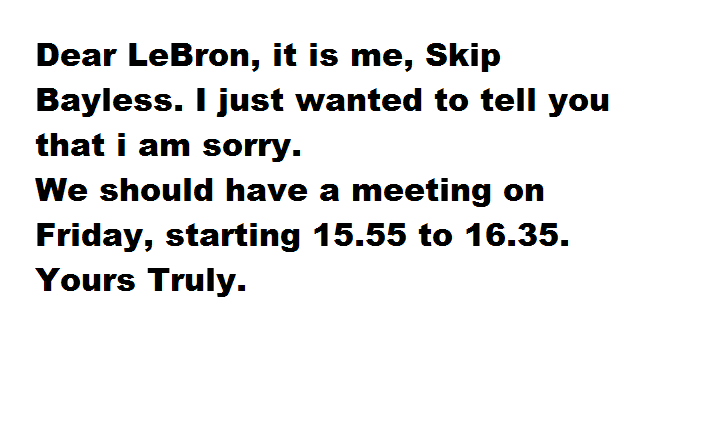 Dear LeBron, it is me, Skip
Bayless. I just wanted to tell you
that i am sorry.
We should have a meeting on
Friday, starting 15.55 to 16.35.
Yours Truly.